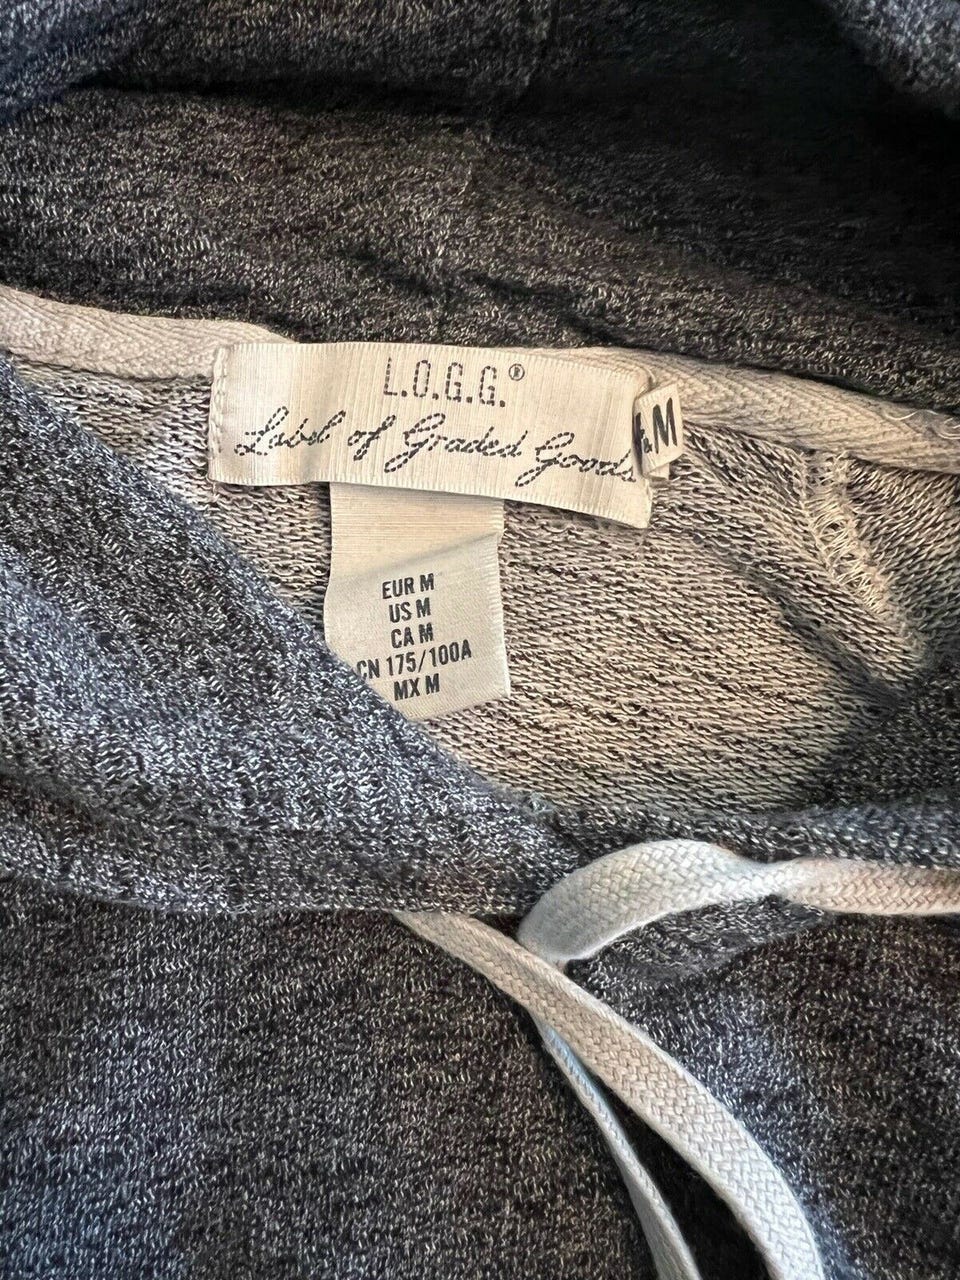 L.O.G.G.®
Label of Graded Goods
&M
EUR M
US M
CA M
CN 175/100A
MX M